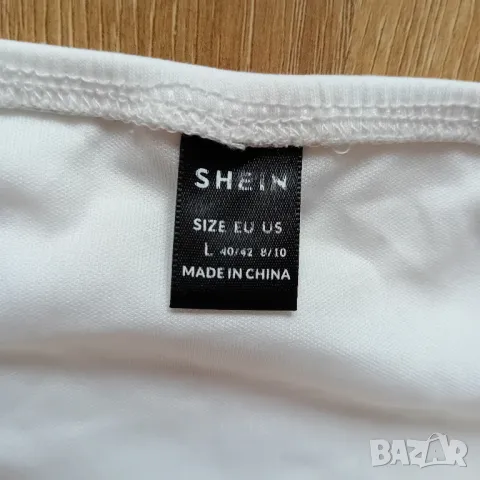 SHEIN
SIZE EU US
L 40/42 8/10
MADE IN CHINA
BAZAR